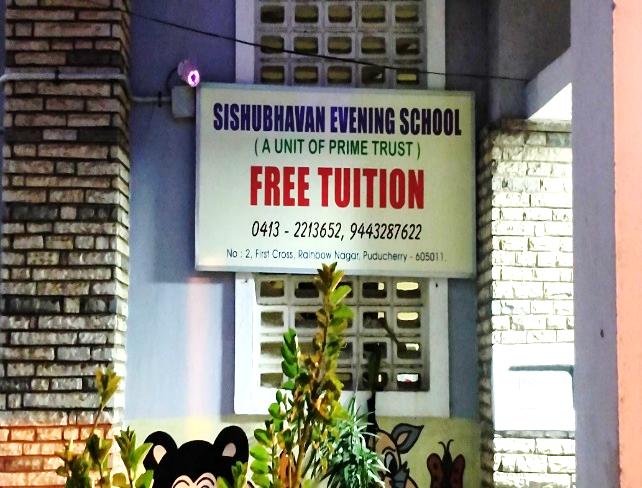 SISHUBHAVAN EVENING SCHOOL
( A UNIT OF PRIME TRUST )
FREE TUITION
0413 - 2213652, 9443287622
No : 2, First Cross, Rainbow Nagar, Puducherry - 605011.